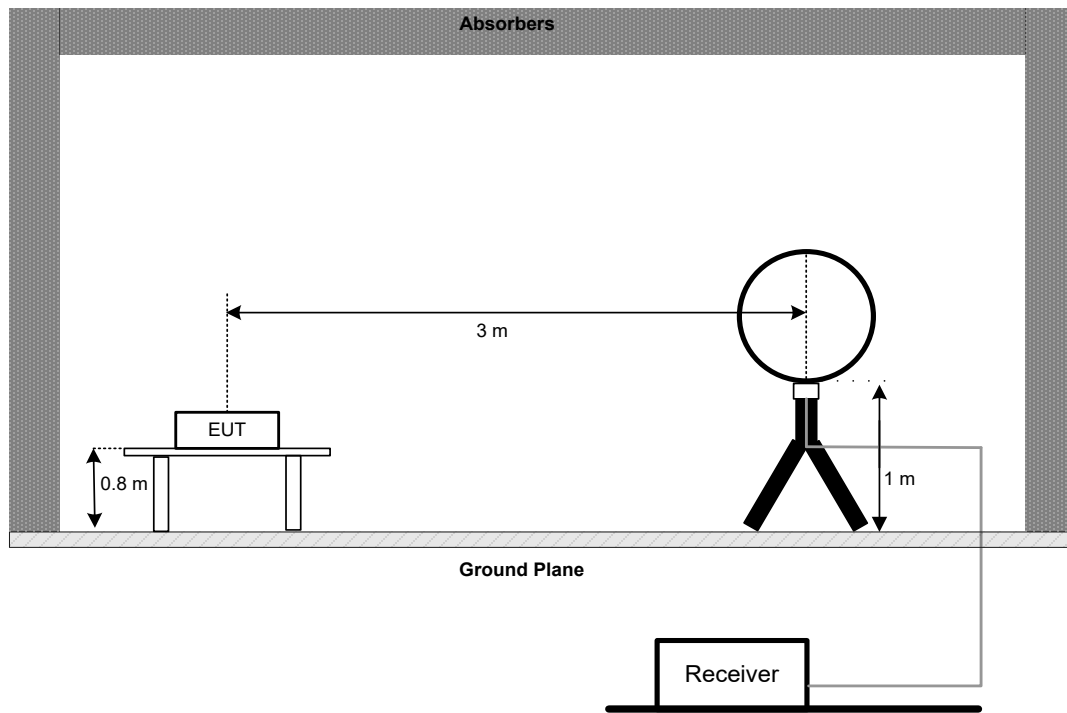 Absorbers
3 m
EUT
0.8 m
1 m
Ground Plane
Receiver